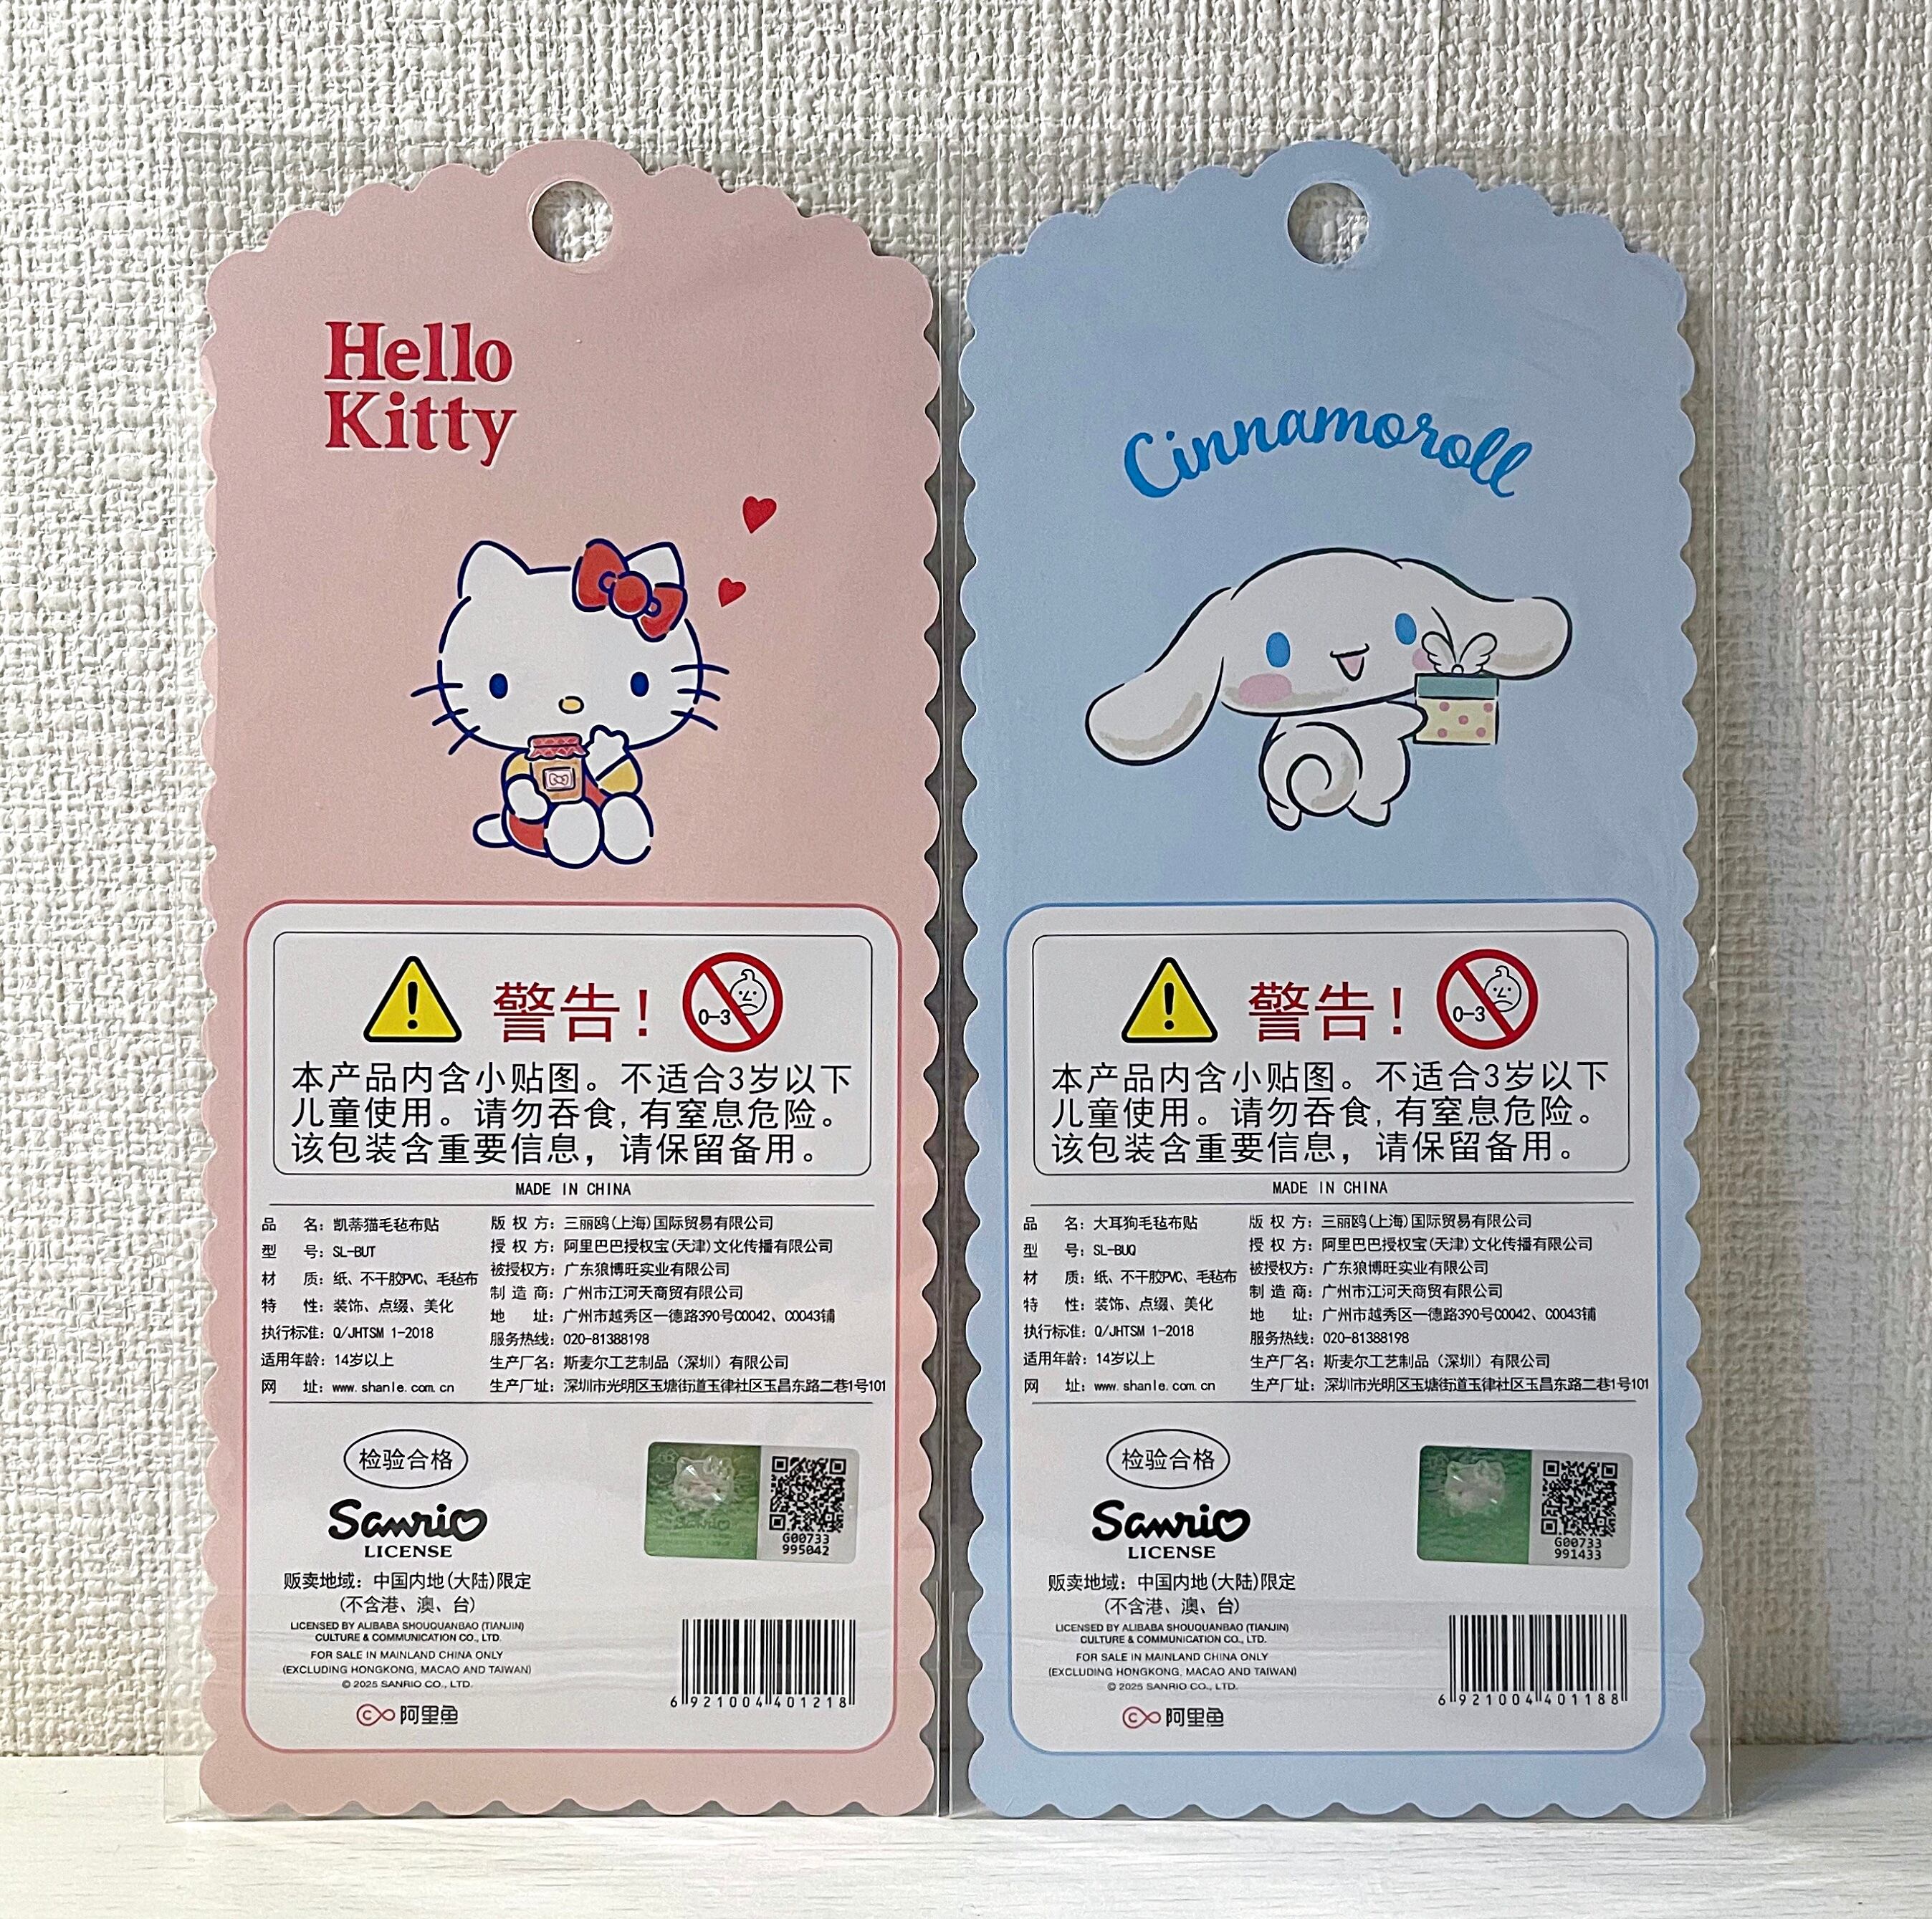 Hello
Kitty
警告！
0-3
本产品内含小贴图。不适合3岁以下
儿童使用。请勿吞食,有窒息危险。
该包装含重要信息，请保留备用。
MADE IN CHINA
品 名：凯蒂猫毛毡布贴
型 号：SL-BUT
材 质：纸、不干胶PVC、毛毡布
特 性：装饰、点缀、美化
执行标准：Q/JHTSM 1-2018
适用年龄：14岁以上
网 址：www.shanle.com.cn
版 权 方：三丽鸥(上海)国际贸易有限公司
授 权 方：阿里巴巴授权宝(天津)文化传播有限公司
被授权方：广东狼博旺实业有限公司
制 造 商：广州市江河天商贸有限公司
地 址：广州市越秀区一德路390号C0042、C0043铺
服务热线：020-81388198
生产厂名：斯麦尔工艺制品（深圳）有限公司
生产厂址：深圳市光明区玉塘街道玉律社区玉昌东路二巷1号101
检验合格
Sanrio
LICENSE
贩卖地域：中国内地(大陆)限定
(不含港、澳、台)
LICENSED BY ALIBABA SHOUQUANBAO (TIANJIN)
CULTURE & COMMUNICATION CO., LTD.
FOR SALE IN MAINLAND CHINA ONLY
(EXCLUDING HONGKONG, MACAO AND TAIWAN)
© 2025 SANRIO CO., LTD.
阿里鱼
Sanrio
G00733
995042
6 921004 401218
Cinnamoroll
警告！
0-3
本产品内含小贴图。不适合3岁以下
儿童使用。请勿吞食,有窒息危险。
该包装含重要信息，请保留备用。
MADE IN CHINA
品 名：大耳狗毛毡布贴
型 号：SL-BUQ
材 质：纸、不干胶PVC、毛毡布
特 性：装饰、点缀、美化
执行标准：Q/JHTSM 1-2018
适用年龄：14岁以上
网 址：www.shanle.com.cn
版 权 方：三丽鸥(上海)国际贸易有限公司
授 权 方：阿里巴巴授权宝(天津)文化传播有限公司
被授权方：广东狼博旺实业有限公司
制 造 商：广州市江河天商贸有限公司
地 址：广州市越秀区一德路390号C0042、C0043铺
服务热线：020-81388198
生产厂名：斯麦尔工艺制品（深圳）有限公司
生产厂址：深圳市光明区玉塘街道玉律社区玉昌东路二巷1号101
检验合格
Sanrio
LICENSE
贩卖地域：中国内地(大陆)限定
(不含港、澳、台)
LICENSED BY ALIBABA SHOUQUANBAO (TIANJIN)
CULTURE & COMMUNICATION CO., LTD.
FOR SALE IN MAINLAND CHINA ONLY
(EXCLUDING HONGKONG, MACAO AND TAIWAN)
© 2025 SANRIO CO., LTD.
阿里鱼
G00733
991433
6 921004 401188